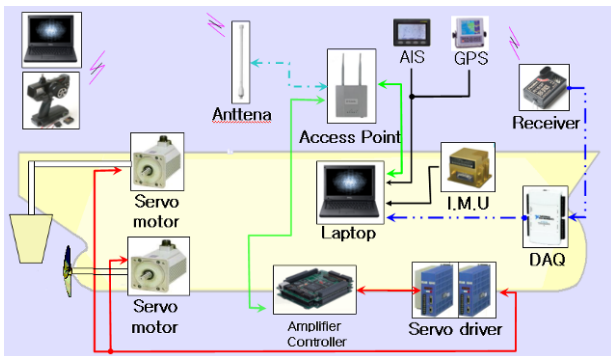 AIS
GPS
Anttena
Access Point
Receiver
Servo
motor
Laptop
I.M.U
DAQ
Servo
motor
Amplifier
Controller
Servo driver